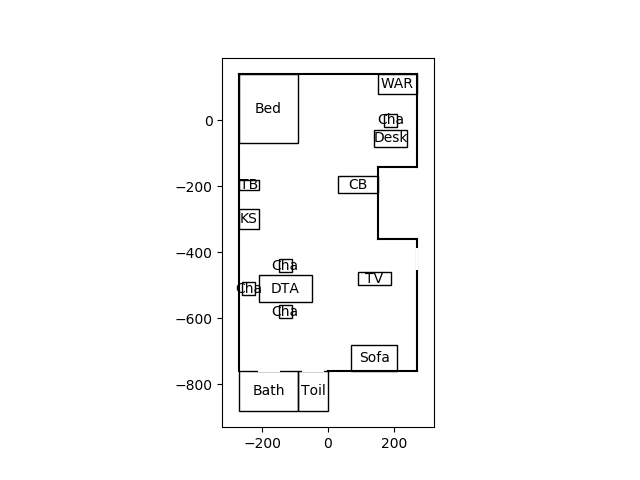 WAR
Bed
Cha
0
Desk
TB
CB
−200
KS
−400
Cha
TV
Cha
DTA
Cha
−600
Sofa
−800
Bath
Toil
−200
0
200